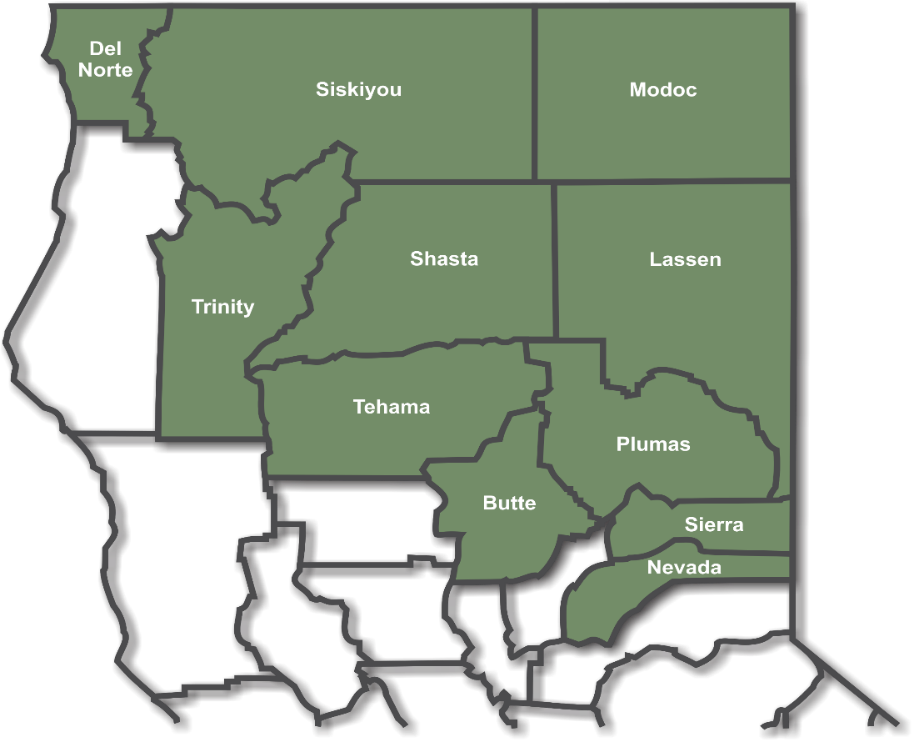 Del
Norte
Siskiyou
Modoc
Shasta
Lassen
Trinity
Tehama
Plumas
Butte
Sierra
Nevada